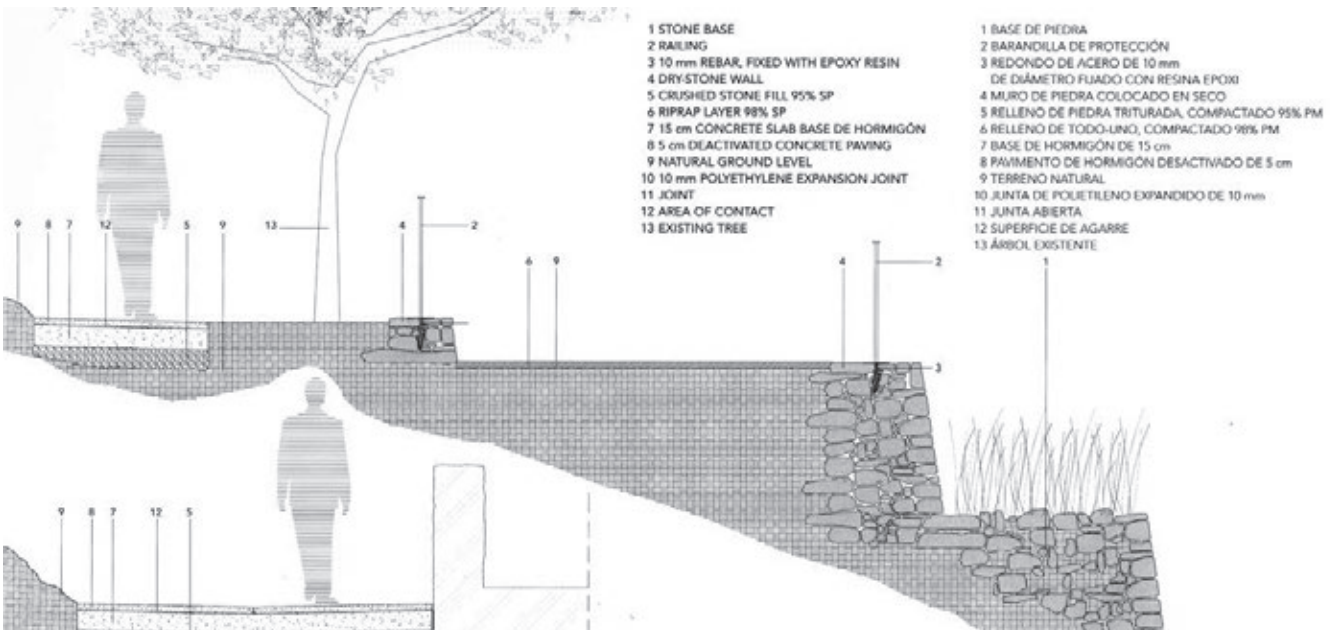 1 STONE BASE
2 RAILING
3 10 mm REBAR, FIXED WITH EPOXY RESIN
4 DRY-STONE WALL
5 CRUSHED STONE FILL 95% SP
6 RIPRAP LAYER 98% SP
7 15 cm CONCRETE SLAB BASE DE HORMIGÓN
8 5 cm DEACTIVATED CONCRETE PAVING
9 NATURAL GROUND LEVEL
10 10 mm POLYETHYLENE EXPANSION JOINT
11 JOINT
12 AREA OF CONTACT
13 EXISTING TREE
1 BASE DE PIEDRA
2 BARANDILLA DE PROTECCIÓN
3 REDONDO DE ACERO DE 10 mm
DE DIÁMETRO FIJADO CON RESINA EPOXI
4 MURO DE PIEDRA COLOCADO EN SECO
5 RELLENO DE PIEDRA TRITURADA, COMPACTADO 95% PM
6 RELLENO DE TODO-UNO, COMPACTADO 98% PM
7 BASE DE HORMIGÓN DE 15 cm
8 PAVIMENTO DE HORMIGÓN DESACTIVADO DE 5 cm
9 TERRENO NATURAL
10 JUNTA DE POLIETILENO EXPANDIDO DE 10 mm
11 JUNTA ABIERTA
12 SUPERFICIE DE AGARRE
13 ÁRBOL EXISTENTE
9 8 7 12 5 9 13 4 2
6 9 4 2 1
3
9 8 7 12 5